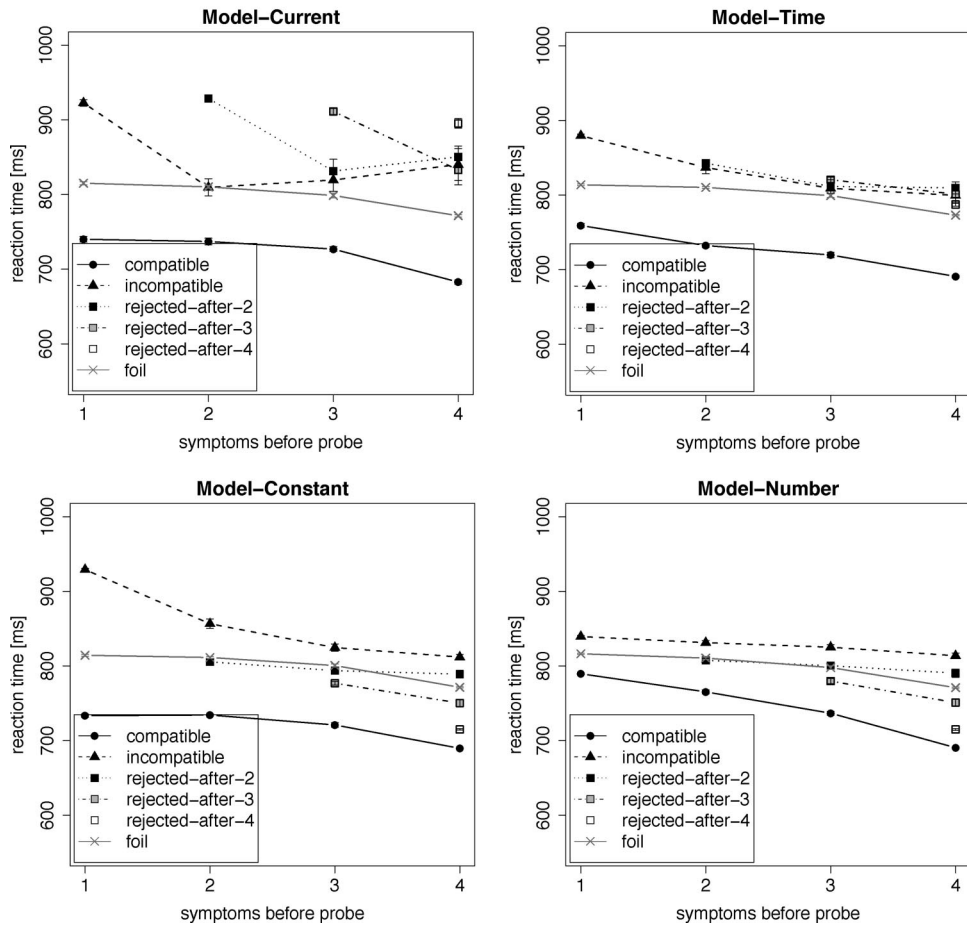 Model-Current
reaction time [ms]
1000
900
800
700
600
compatible
incompatible
rejected-after-2
rejected-after-3
rejected-after-4
foil
1 2 3 4
symptoms before probe
Model-Time
reaction time [ms]
1000
900
800
700
600
compatible
incompatible
rejected-after-2
rejected-after-3
rejected-after-4
foil
1 2 3 4
symptoms before probe
Model-Constant
reaction time [ms]
1000
900
800
700
600
compatible
incompatible
rejected-after-2
rejected-after-3
rejected-after-4
foil
1 2 3 4
symptoms before probe
Model-Number
reaction time [ms]
1000
900
800
700
600
compatible
incompatible
rejected-after-2
rejected-after-3
rejected-after-4
foil
1 2 3 4
symptoms before probe